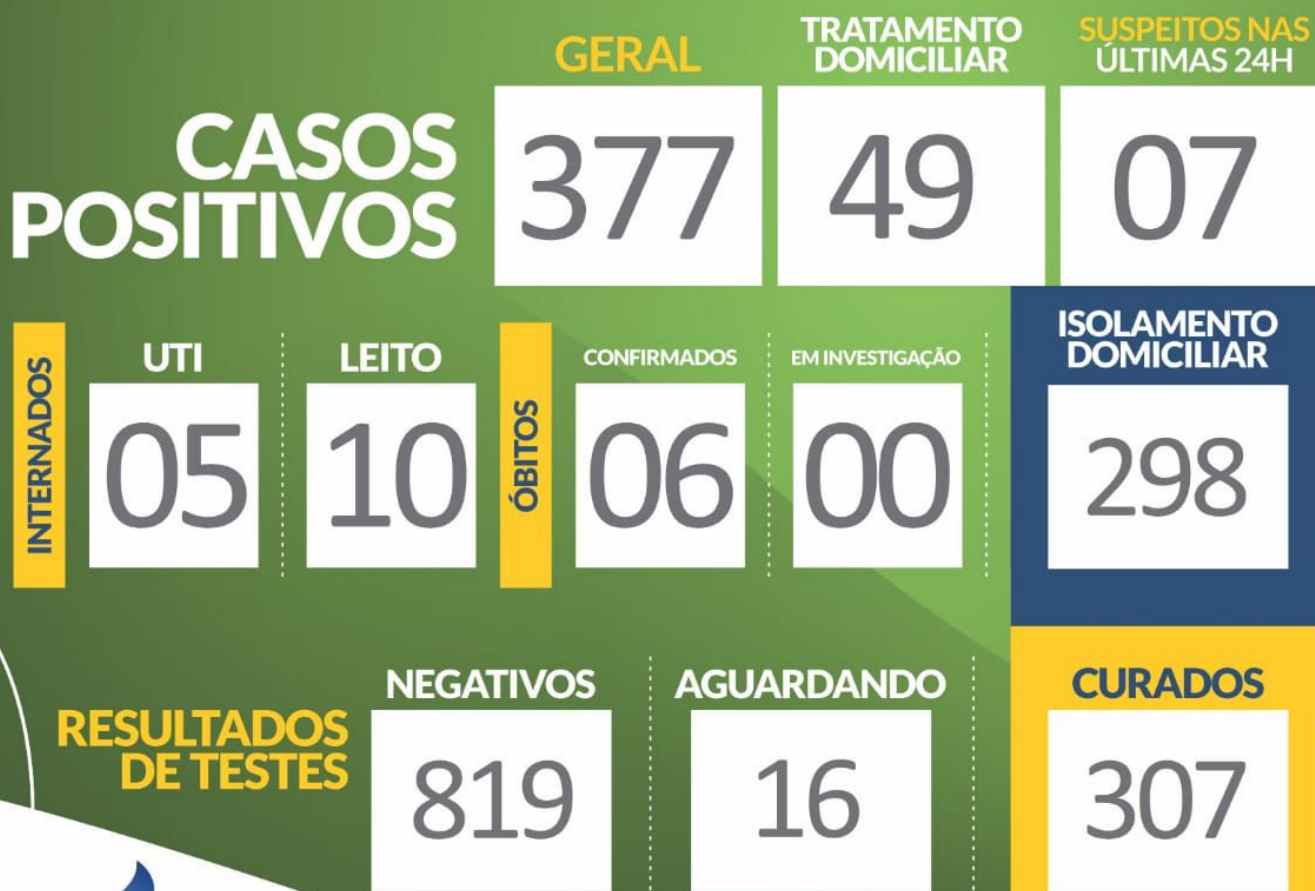 CASOS
POSITIVOS
GERAL
377
TRATAMENTO
DOMICILIAR
49
SUSPEITOS NAS
ÚLTIMAS 24H
07
INTERNADOS
UTI
05
LEITO
10
ÓBITOS
CONFIRMADOS
06
EM INVESTIGAÇÃO
00
ISOLAMENTO
DOMICILIAR
298
RESULTADOS
DE TESTES
NEGATIVOS
819
AGUARDANDO
16
CURADOS
307